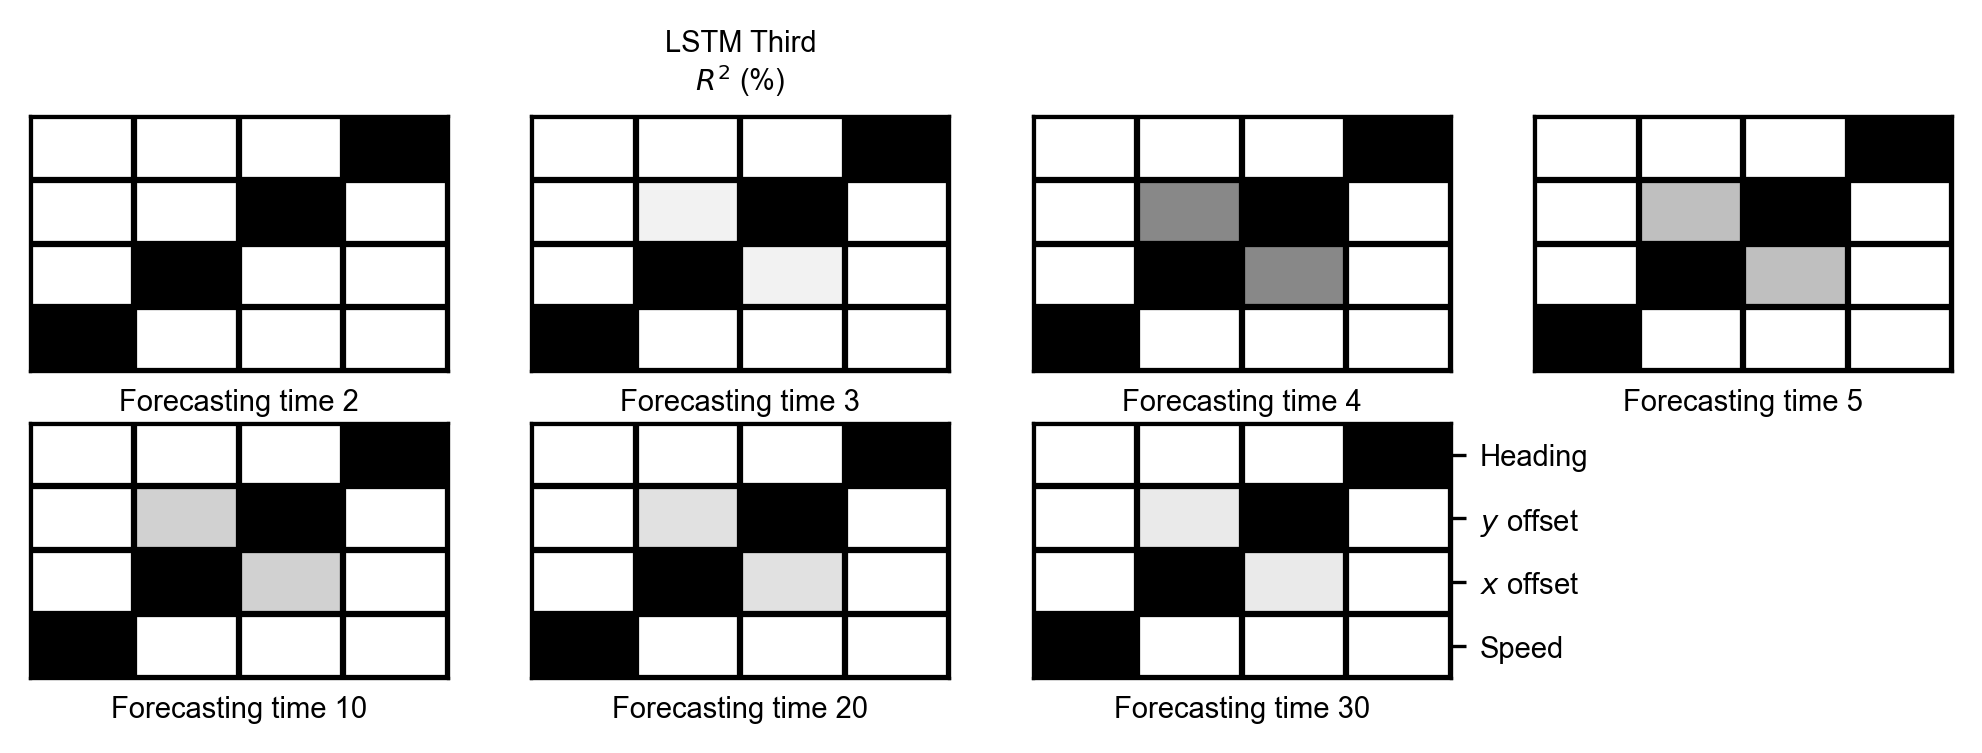 LSTM Third
R² (%)
Forecasting time 2
Forecasting time 3
Forecasting time 4
Forecasting time 5
Heading
y offset
x offset
Speed
Forecasting time 10
Forecasting time 20
Forecasting time 30